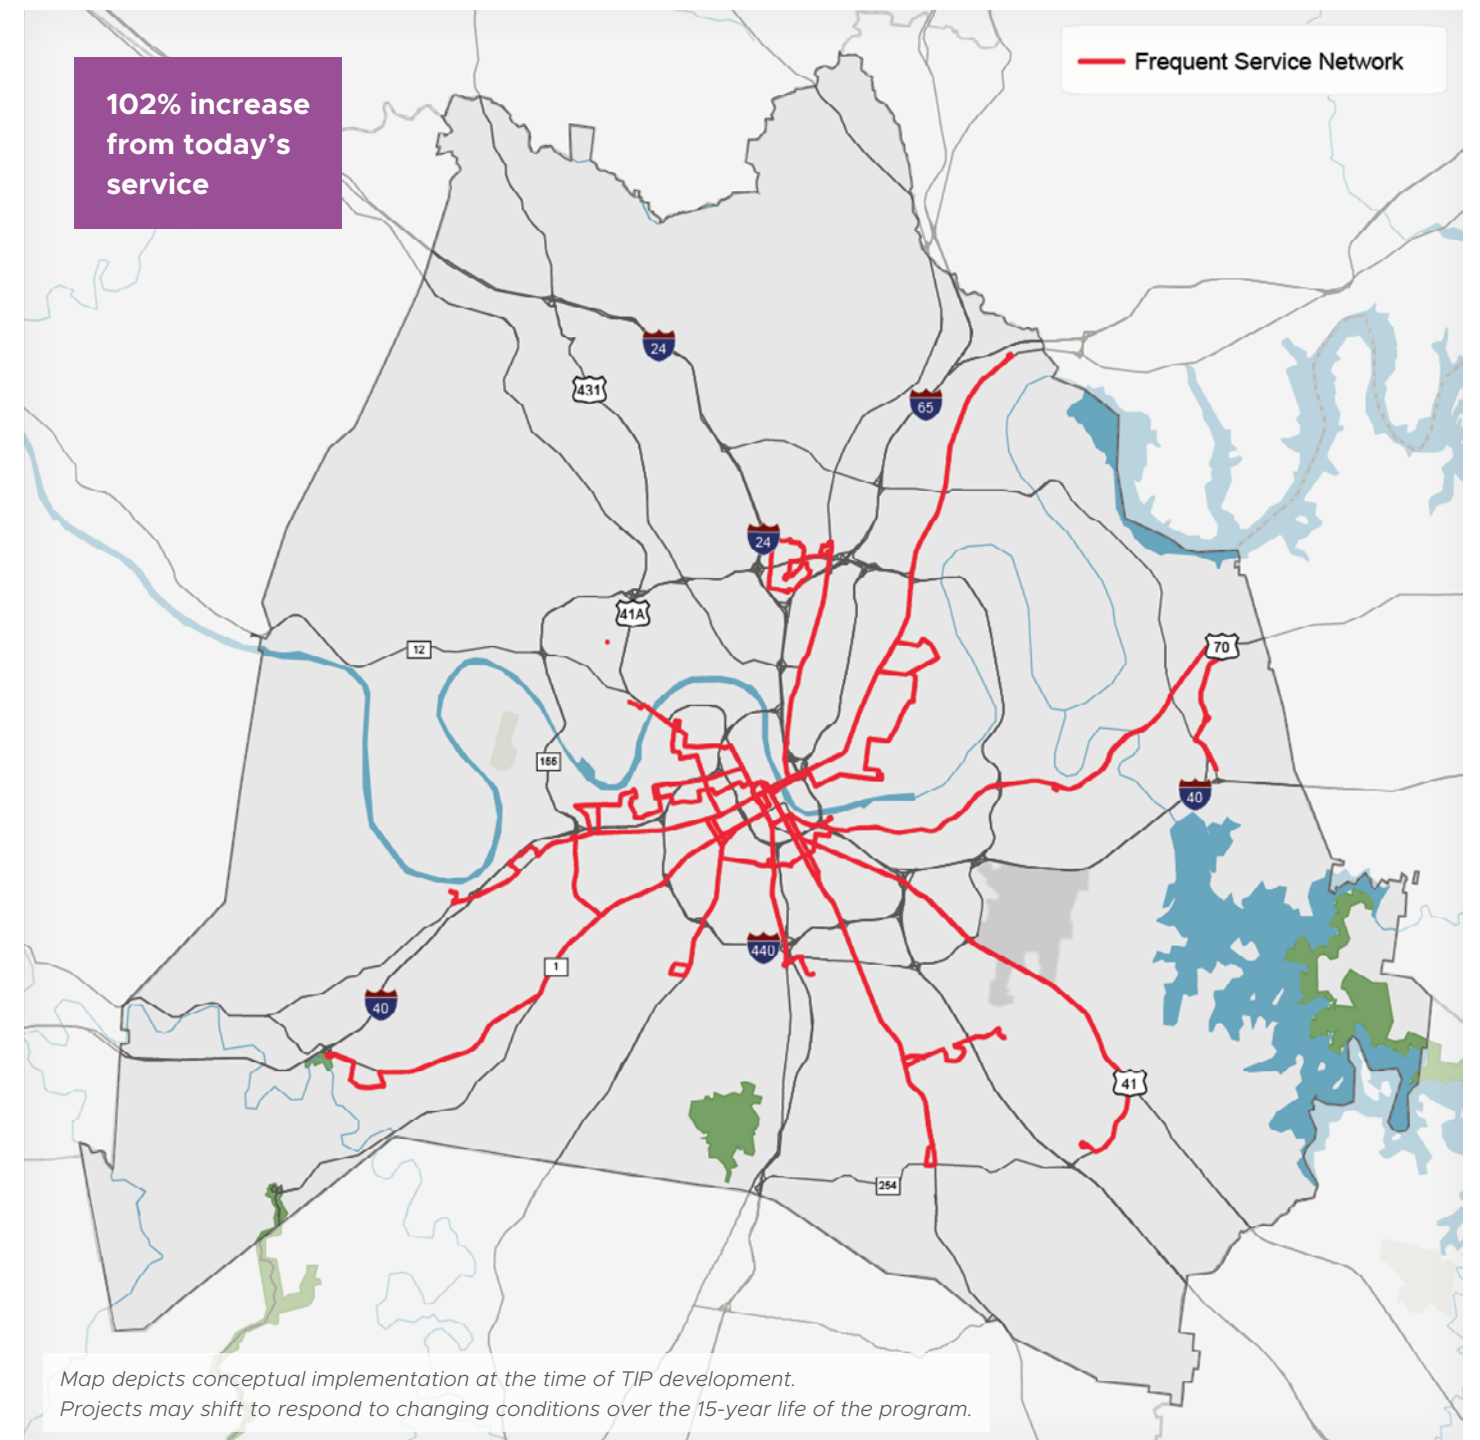 102% increase
from today's
service
Frequent Service Network
24
431
65
24
41A
12
70
155
40
440
1
40
41
254
Map depicts conceptual implementation at the time of TIP development.
Projects may shift to respond to changing conditions over the 15-year life of the program.